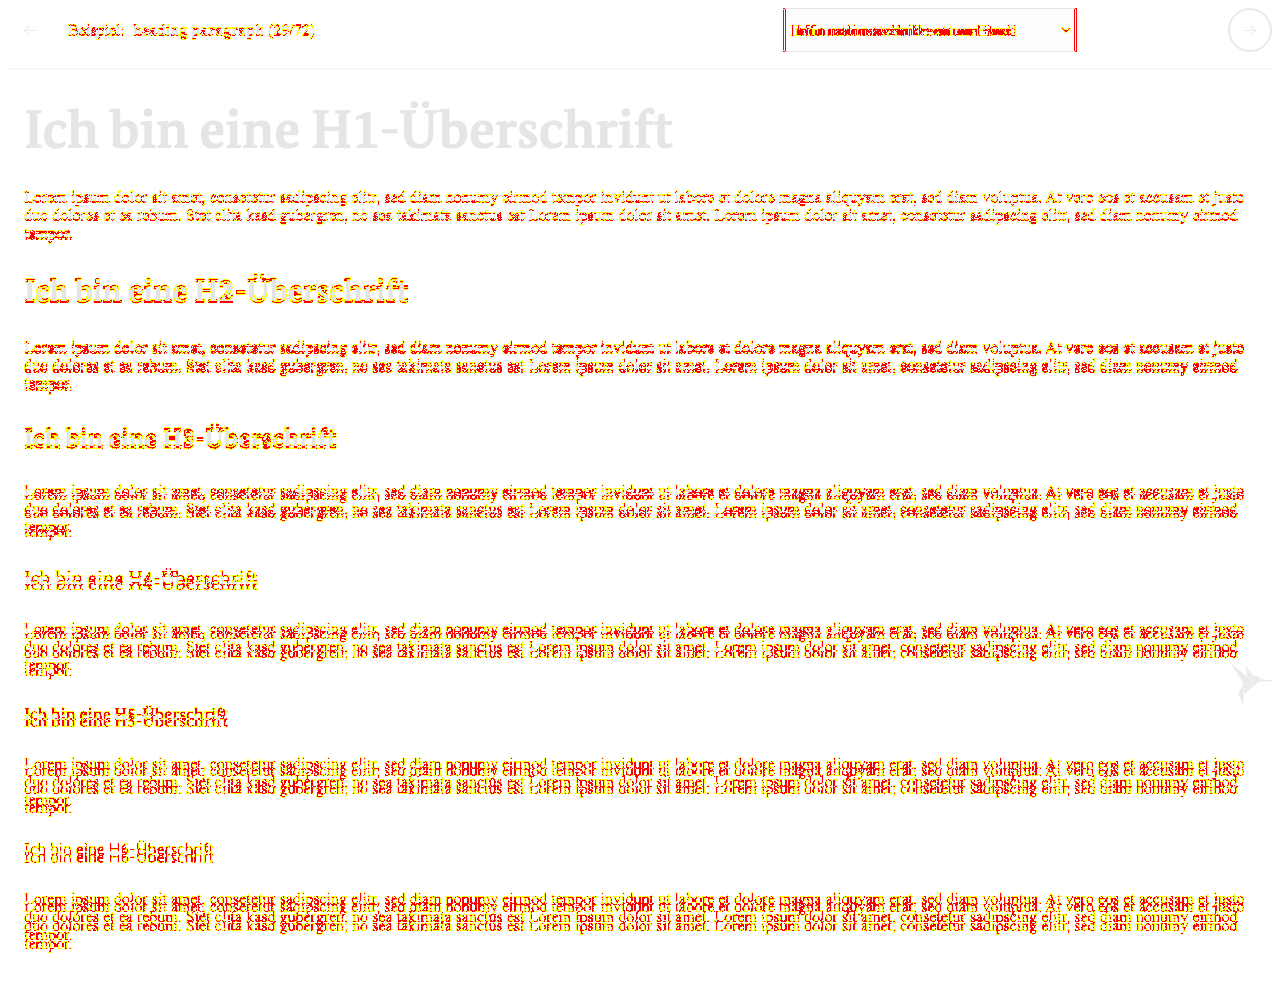 Beispiel: heading paragraph (29/72)
Ich bin eine H1-Überschrift
Lorem ipsum dolor sit amet, consetetur sadipscing elitr, sed diam nonumy eirmod tempor invidunt ut labore et dolore magna aliquyam erat, sed diam voluptua. At vero eos et accusam et justo
duo dolores et ea rebum. Stet clita kasd gubergren, no sea takimata sanctus est Lorem ipsum dolor sit amet. Lorem ipsum dolor sit amet, consetetur sadipscing elitr, sed diam nonumy eirmod
tempor.
Ich bin eine H2-Überschrift
Lorem ipsum dolor sit amet, consetetur sadipscing elitr, sed diam nonumy eirmod tempor invidunt ut labore et dolore magna aliquyam erat, sed diam voluptua. At vero eos et accusam et justo
duo dolores et ea rebum. Stet clita kasd gubergren, no sea takimata sanctus est Lorem ipsum dolor sit amet. Lorem ipsum dolor sit amet, consetetur sadipscing elitr, sed diam nonumy eirmod
tempor.
Ich bin eine H3-Überschrift
Lorem ipsum dolor sit amet, consetetur sadipscing elitr, sed diam nonumy eirmod tempor invidunt ut labore et dolore magna aliquyam erat, sed diam voluptua. At vero eos et accusam et justo
duo dolores et ea rebum. Stet clita kasd gubergren, no sea takimata sanctus est Lorem ipsum dolor sit amet. Lorem ipsum dolor sit amet, consetetur sadipscing elitr, sed diam nonumy eirmod
tempor.
Ich bin eine H4-Überschrift
Lorem ipsum dolor sit amet, consetetur sadipscing elitr, sed diam nonumy eirmod tempor invidunt ut labore et dolore magna aliquyam erat, sed diam voluptua. At vero eos et accusam et justo
duo dolores et ea rebum. Stet clita kasd gubergren, no sea takimata sanctus est Lorem ipsum dolor sit amet. Lorem ipsum dolor sit amet, consetetur sadipscing elitr, sed diam nonumy eirmod
tempor.
Ich bin eine H5-Überschrift
Lorem ipsum dolor sit amet, consetetur sadipscing elitr, sed diam nonumy eirmod tempor invidunt ut labore et dolore magna aliquyam erat, sed diam voluptua. At vero eos et accusam et justo
duo dolores et ea rebum. Stet clita kasd gubergren, no sea takimata sanctus est Lorem ipsum dolor sit amet. Lorem ipsum dolor sit amet, consetetur sadipscing elitr, sed diam nonumy eirmod
tempor.
Ich bin eine H6-Überschrift
Lorem ipsum dolor sit amet, consetetur sadipscing elitr, sed diam nonumy eirmod tempor invidunt ut labore et dolore magna aliquyam erat, sed diam voluptua. At vero eos et accusam et justo
duo dolores et ea rebum. Stet clita kasd gubergren, no sea takimata sanctus est Lorem ipsum dolor sit amet. Lorem ipsum dolor sit amet, consetetur sadipscing elitr, sed diam nonumy eirmod
tempor.